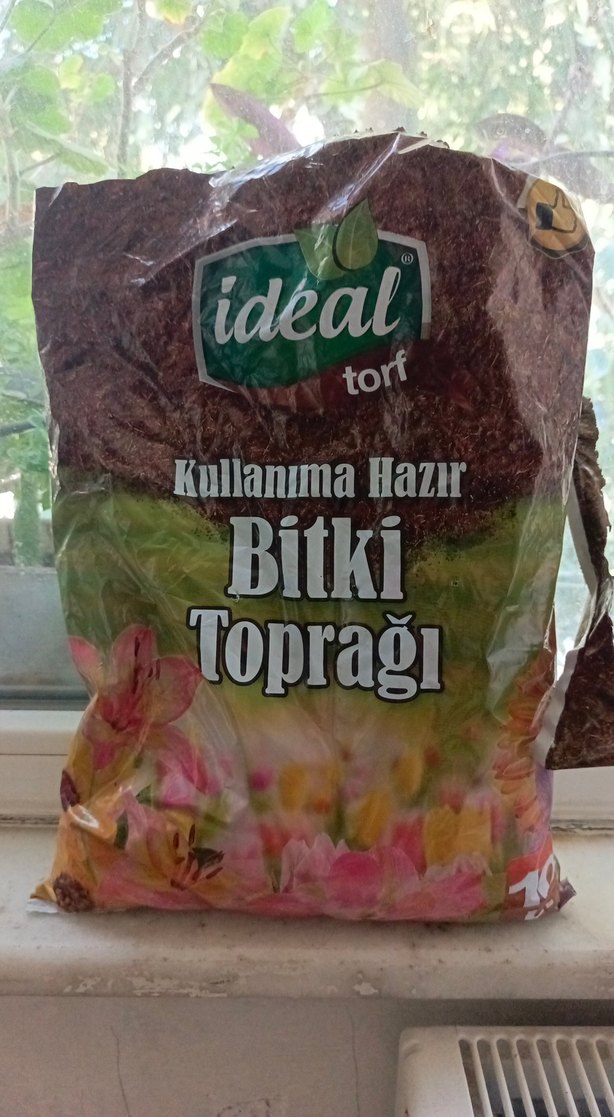 ideal®
torf
Kullanıma Hazır
Bitki
Toprağı